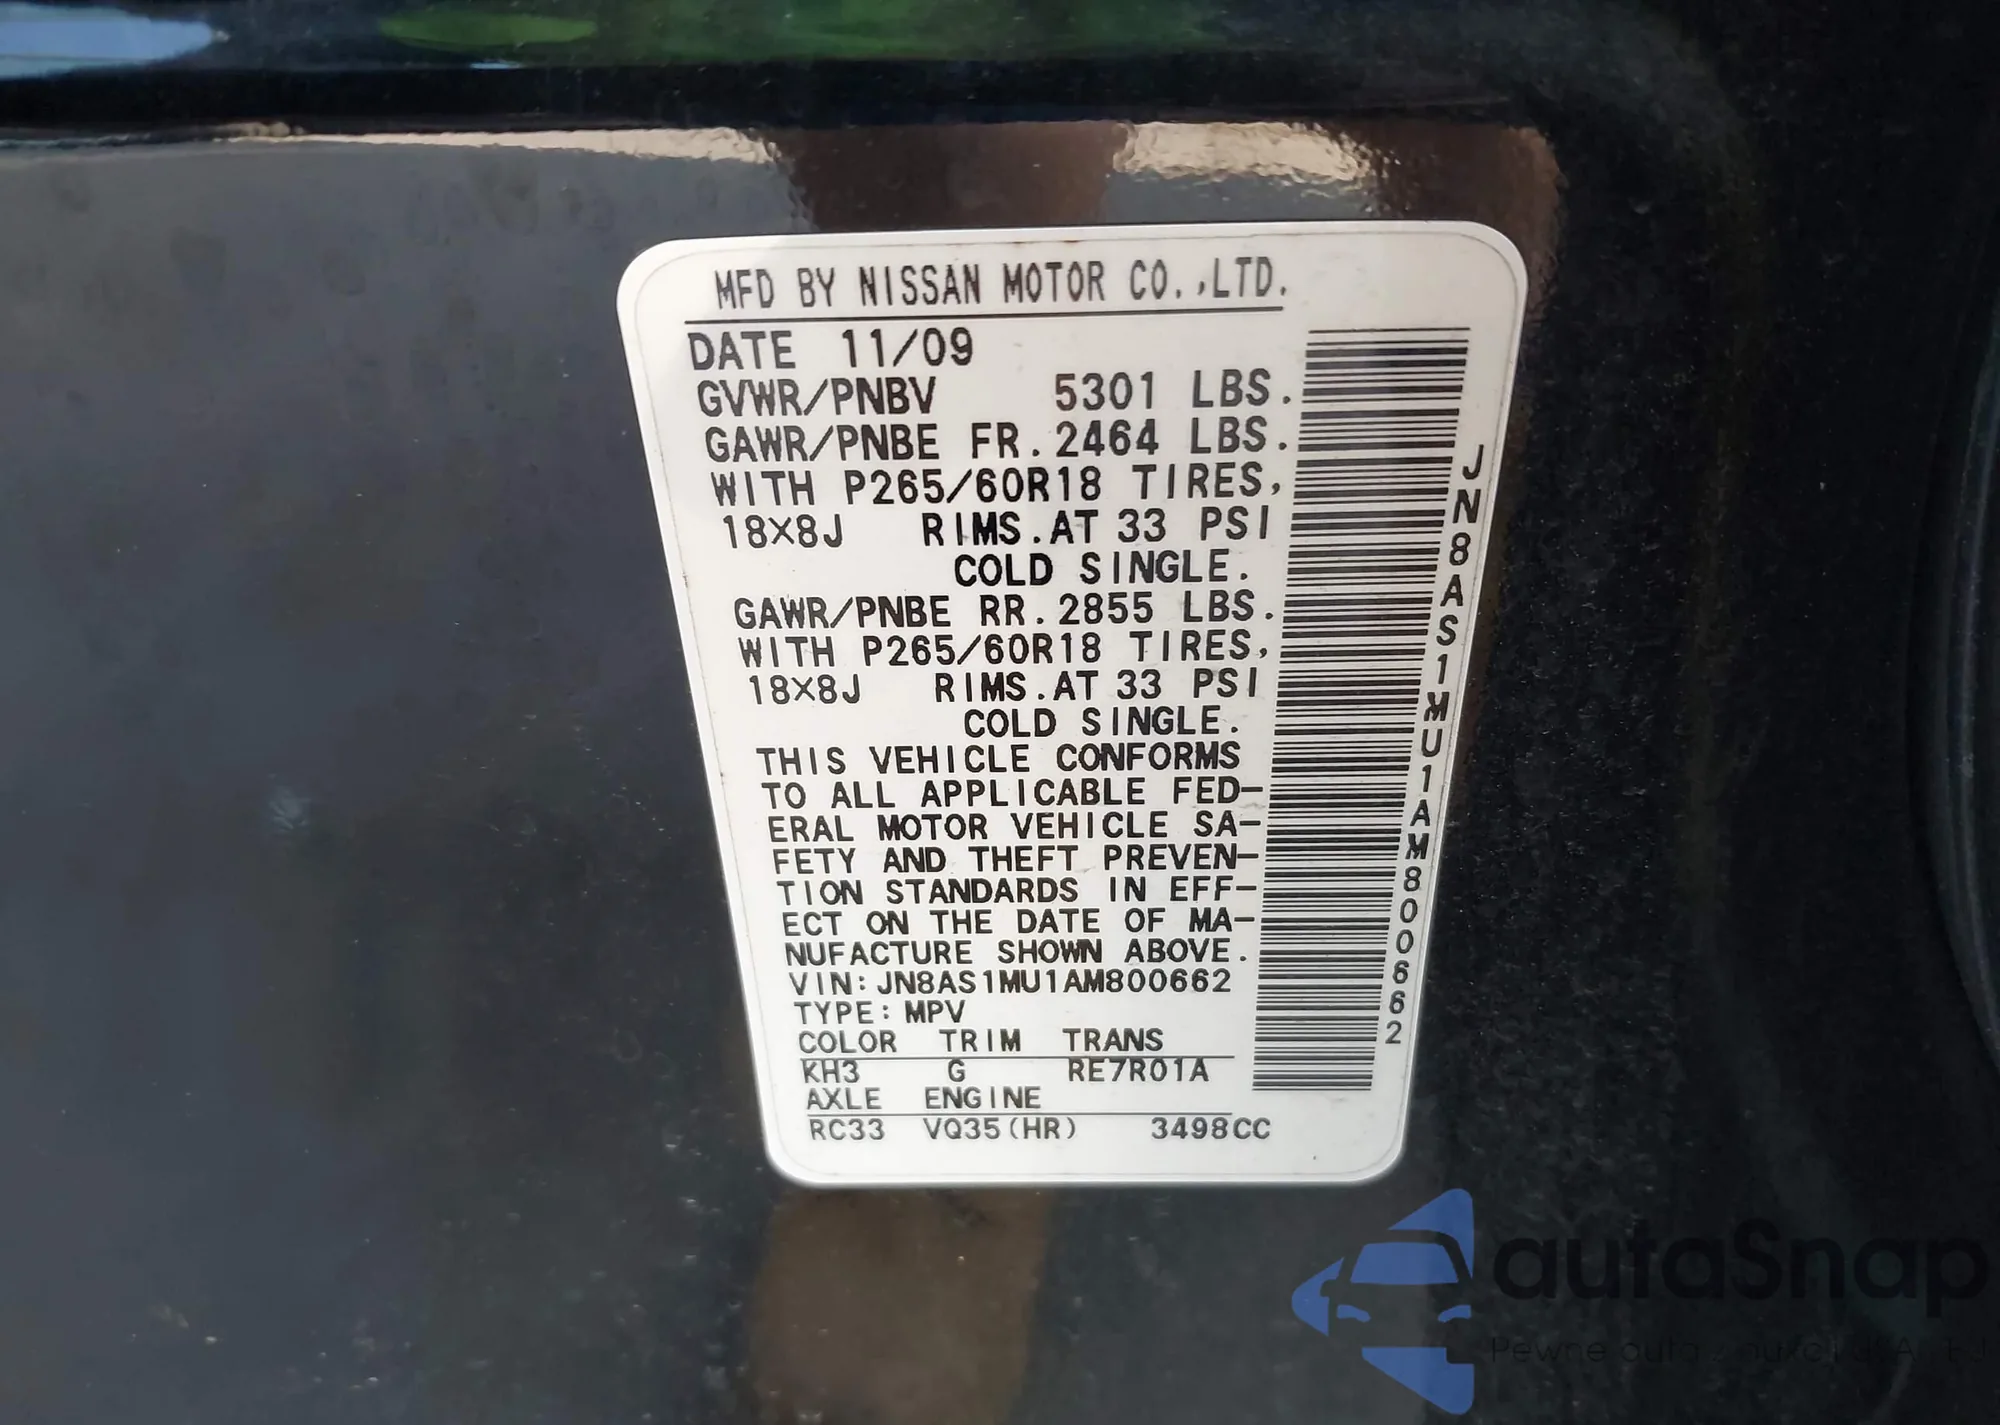 MFD BY NISSAN MOTOR CO.,LTD.
DATE 11/09
GVWR/PNBV 5301 LBS.
GAWR/PNBE FR.2464 LBS.
WITH P265/60R18 TIRES,
18×8J RIMS.AT 33 PSI
COLD SINGLE.
GAWR/PNBE RR.2855 LBS.
WITH P265/60R18 TIRES,
18×8J RIMS.AT 33 PSI
COLD SINGLE.
THIS VEHICLE CONFORMS
TO ALL APPLICABLE FED-
ERAL MOTOR VEHICLE SA-
FETY AND THEFT PREVEN-
TION STANDARDS IN EFF-
ECT ON THE DATE OF MA-
NUFACTURE SHOWN ABOVE.
VIN:JN8AS1MU1AM800662
TYPE:MPV
COLOR TRIM TRANS
KH3 G RE7R01A
AXLE ENGINE
RC33 VQ35(HR) 3498CC
JN8AS1MU1AM800662
autaSnap
Pewne auta